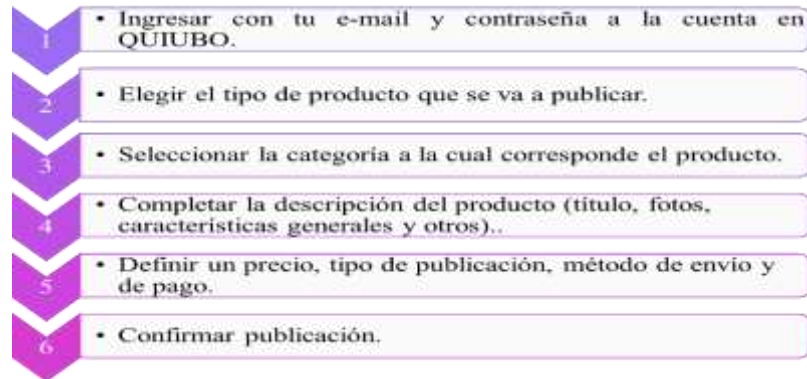 1
• Ingresar con tu e-mail y contraseña a la cuenta en
QUIUBO.
2
• Elegir el tipo de producto que se va a publicar.
3
• Seleccionar la categoría a la cual corresponde el producto.
4
• Completar la descripción del producto (título, fotos,
características generales y otros)..
5
• Definir un precio, tipo de publicación, método de envío y
de pago.
6
• Confirmar publicación.